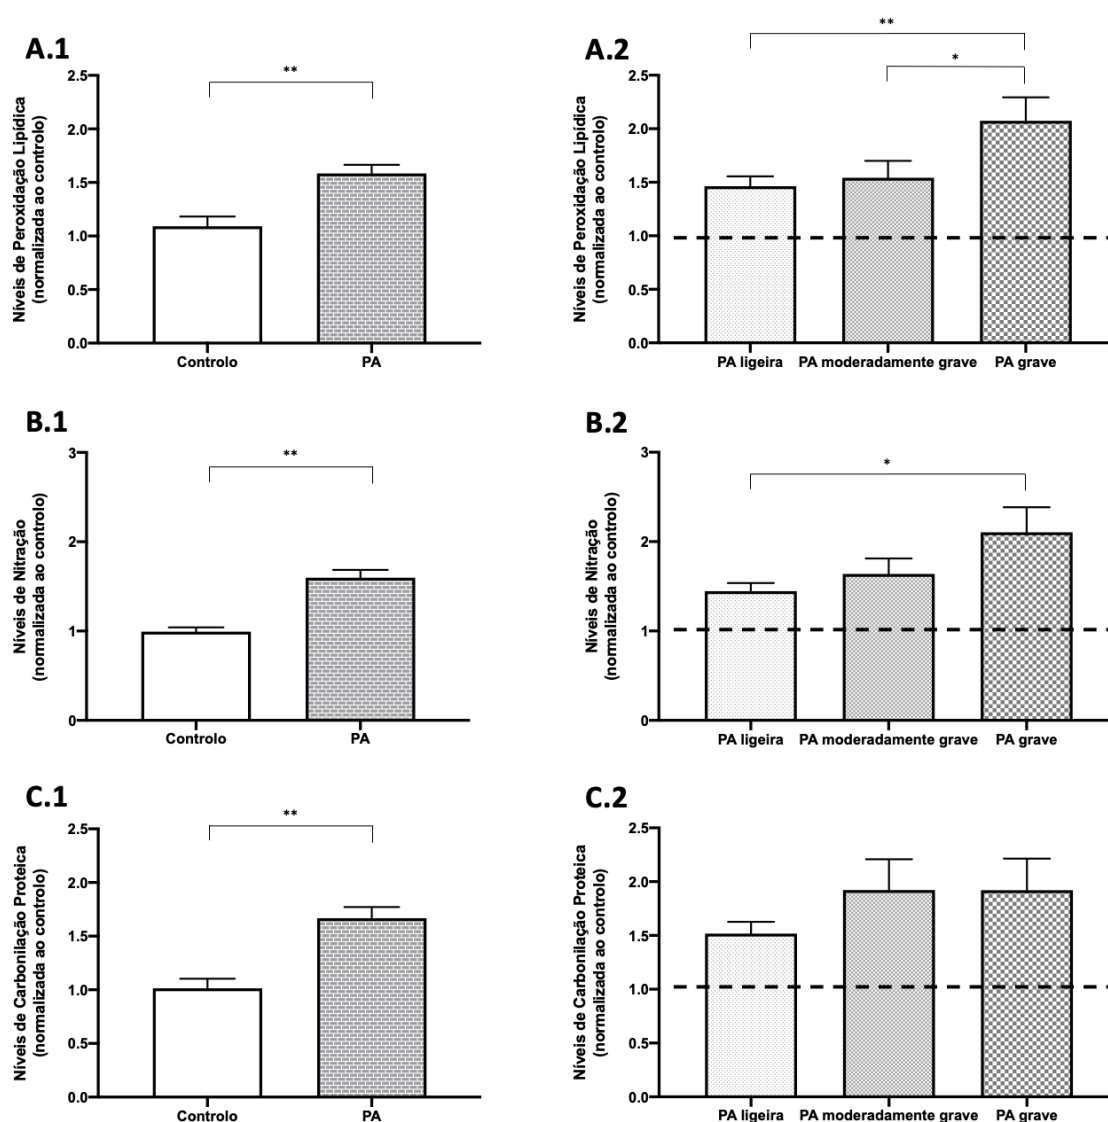 A.1
**
Níveis de Peroxidação Lipídica
(normalizada ao controlo)
2.5
2.0
1.5
1.0
0.5
0.0
Controlo
PA
A.2
**
*
Níveis de Peroxidação Lipídica
(normalizada ao controlo)
2.5
2.0
1.5
1.0
0.5
0.0
PA ligeira
PA moderadamente grave
PA grave
B.1
**
Níveis de Nitração
(normalizada ao controlo)
3
2
1
0
Controlo
PA
B.2
*
Níveis de Nitração
(normalizada ao controlo)
3
2
1
0
PA ligeira
PA moderadamente grave
PA grave
C.1
**
Níveis de Carbonilação Proteica
(normalizada ao controlo)
2.5
2.0
1.5
1.0
0.5
0.0
Controlo
PA
C.2
Níveis de Carbonilação Proteica
(normalizada ao controlo)
2.5
2.0
1.5
1.0
0.5
0.0
PA ligeira
PA moderadamente grave
PA grave